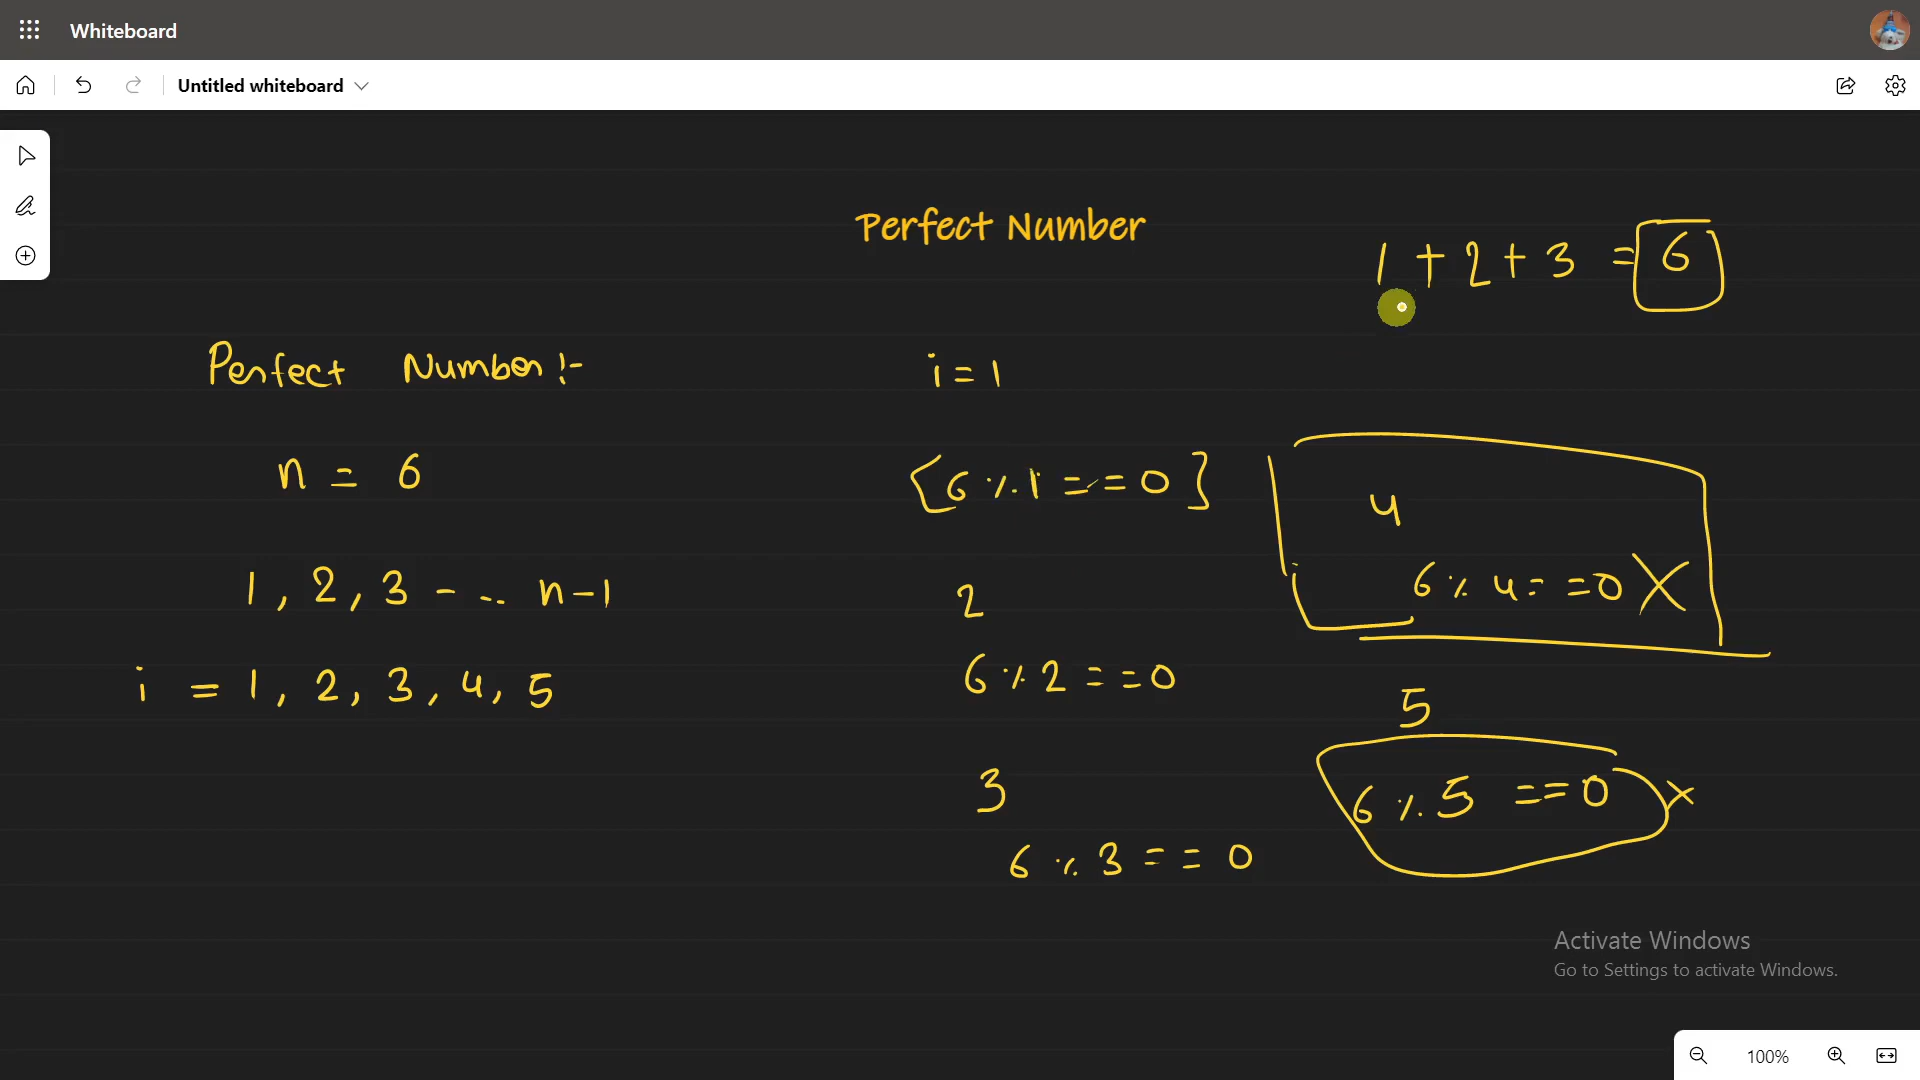 Whiteboard
Untitled whiteboard
Perfect Number
1 + 2 + 3 = 6
Perfect Number :-
n = 6
1, 2, 3 - .. n-1
i = 1, 2, 3, 4, 5
i = 1
[6 % 1 == 0]
2
6 % 2 == 0
3
6 % 3 == 0
4
6 % 4 == 0 X
5
6 % 5 == 0 X
Activate Windows
Go to Settings to activate Windows.
100%